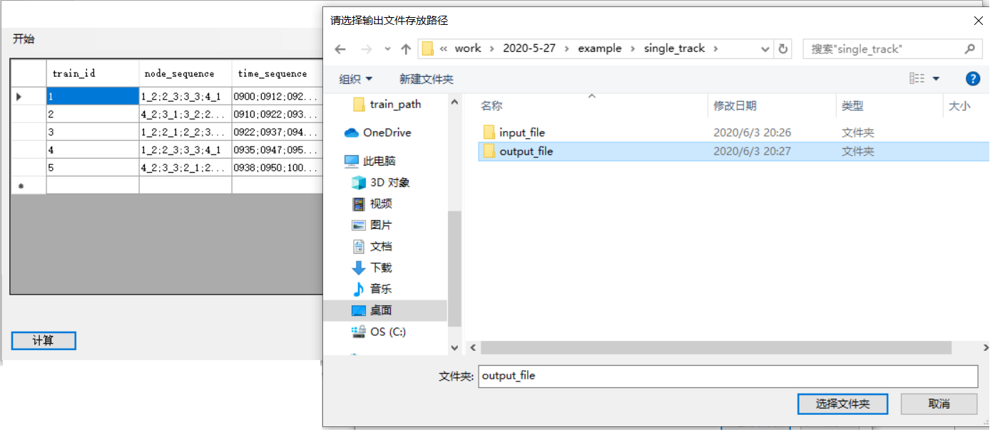 开始
train_id node_sequence time_sequence
1 1_2;2_3;3_3;4_1 0900;0912;092...
2 4_2;3_1;3_2;2... 0910;0922;093...
3 1_2;2_1;2_2;3... 0922;0937;094...
4 1_2;2_3;3_3;4_1 0935;0947;095...
5 4_2;3_3;2_1;2... 0938;0950;100...
计算
请选择输出文件存放路径
« work › 2020-5-27 › example › single_track ›
搜索"single_track"
组织 新建文件夹
train_path
OneDrive
此电脑
3D 对象
视频
图片
文档
下载
音乐
桌面
OS (C:)
名称 修改日期 类型 大小
input_file 2020/6/3 20:26 文件夹
output_file 2020/6/3 20:27 文件夹
文件夹: output_file
选择文件夹 取消